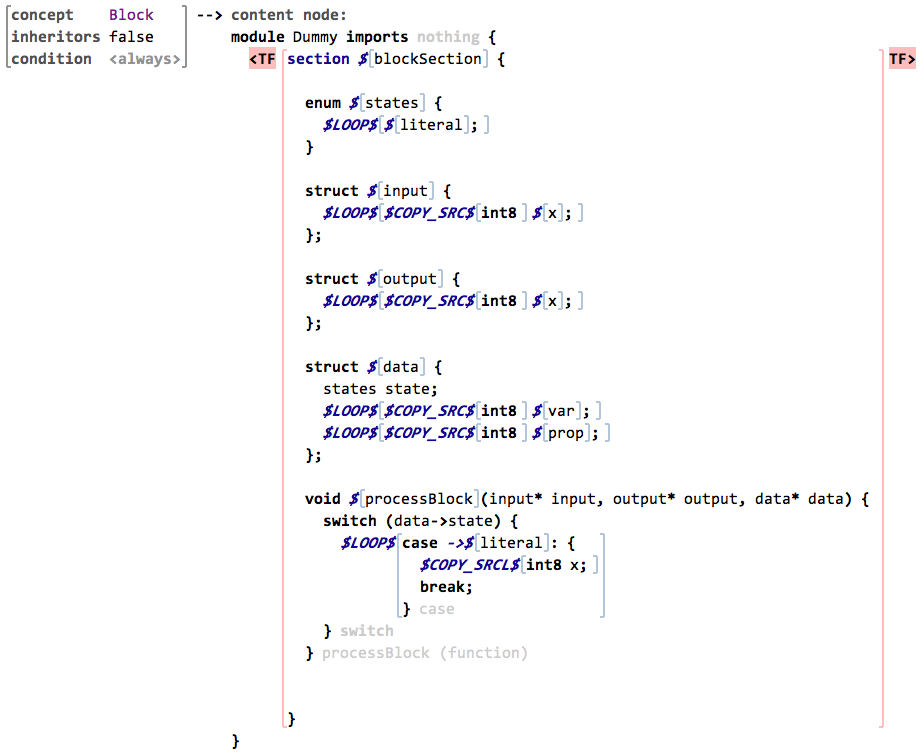 concept Block --> content node:
inheritors false module Dummy imports nothing {
condition <always> <TF section $[blockSection] { TF>
enum $[states] {
$LOOP$[$[literal]; ]
}
struct $[input] {
$LOOP$[$COPY_SRC$[int8 ] $[x]; ]
};
struct $[output] {
$LOOP$[$COPY_SRC$[int8 ] $[x]; ]
};
struct $[data] {
states state;
$LOOP$[$COPY_SRC$[int8 ] $[var]; ]
$LOOP$[$COPY_SRC$[int8 ] $[prop]; ]
};
void $[processBlock](input* input, output* output, data* data) {
switch (data->state) {
$LOOP$[case ->$[literal]: {
$COPY_SRCL$[int8 x; ]
break;
} case ]
} switch
} processBlock (function)
}
}